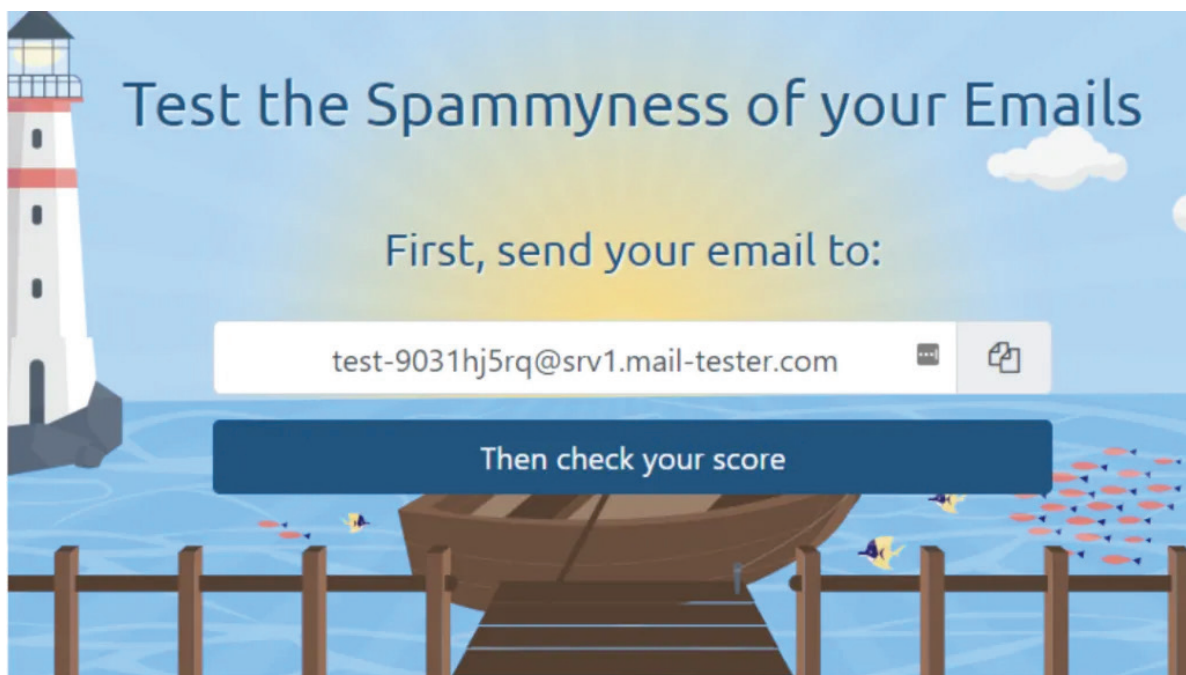 Test the Spammyness of your Emails
First, send your email to:
test-9031hj5rq@srv1.mail-tester.com
Then check your score